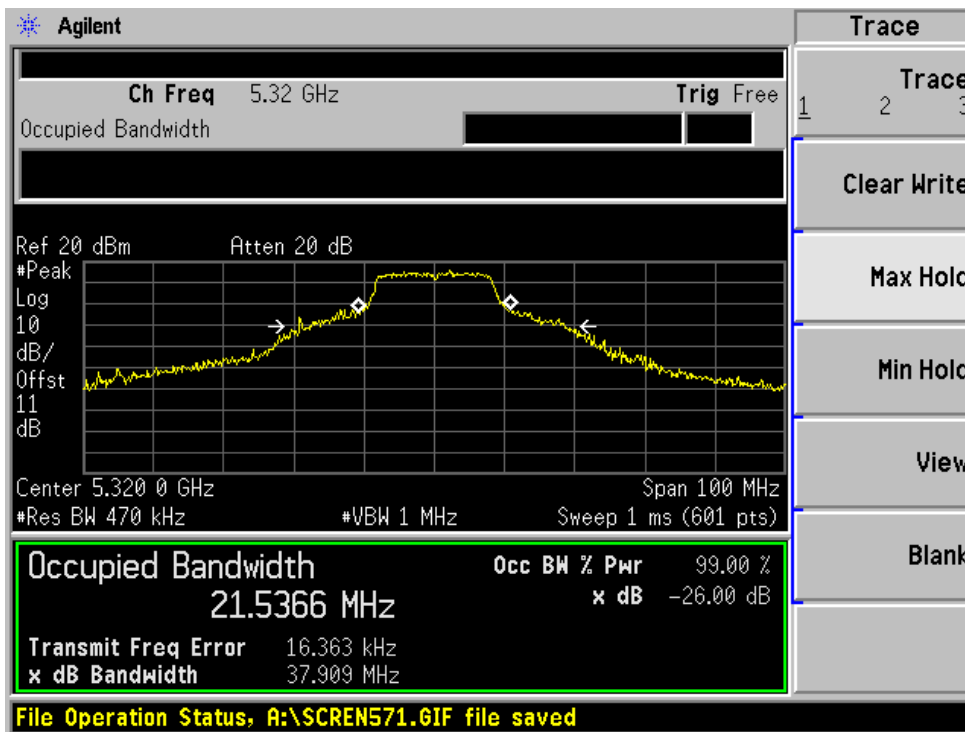 Agilent
Trace
Ch Freq 5.32 GHz Trig Free
Occupied Bandwidth
Trace
1 2 3
Clear Write
Max Hold
Min Hold
View
Blank
Ref 20 dBm Atten 20 dB
#Peak
Log
10
dB/
Offst
11
dB
Center 5.320 0 GHz Span 100 MHz
#Res BW 470 kHz #VBW 1 MHz Sweep 1 ms (601 pts)
Occupied Bandwidth Occ BW % Pwr 99.00 %
21.5366 MHz x dB -26.00 dB
Transmit Freq Error 16.363 kHz
x dB Bandwidth 37.909 MHz
File Operation Status, A:\SCREN571.GIF file saved